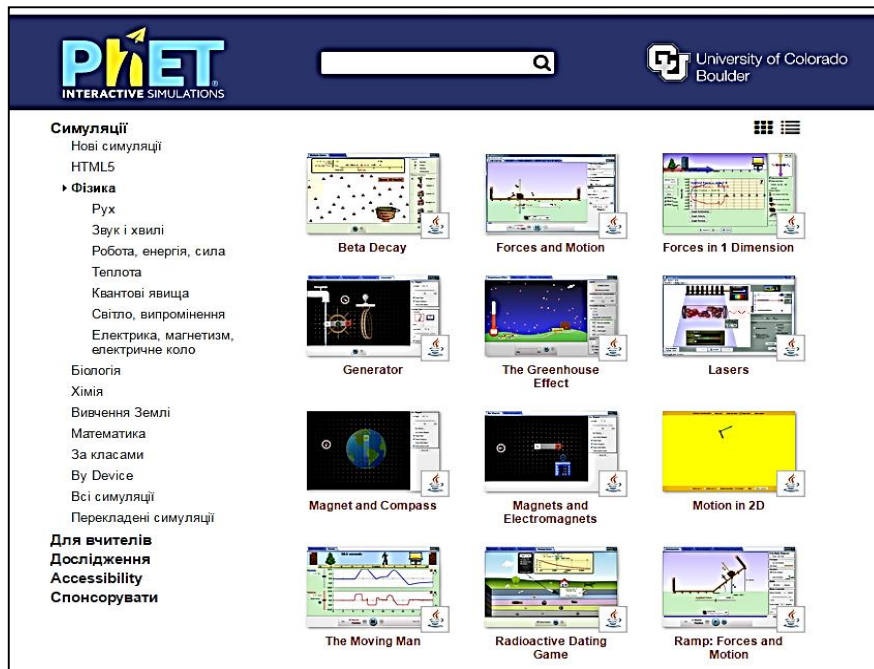 PhET
INTERACTIVE SIMULATIONS
CU
University of Colorado
Boulder
Симуляції
Нові симуляції
HTML5
Фізика
Рух
Звук і хвилі
Робота, енергія, сила
Теплота
Квантові явища
Світло, випромінення
Електрика, магнетизм,
електричне коло
Біологія
Хімія
Вивчення Землі
Математика
За класами
By Device
Всі симуляції
Перекладені симуляції
Для вчителів
Дослідження
Accessibility
Спонсорувати
Beta Decay
Forces and Motion
Forces in 1 Dimension
Generator
The Greenhouse
Effect
Lasers
Magnet and Compass
Magnets and
Electromagnets
Motion in 2D
The Moving Man
Radioactive Dating
Game
Ramp: Forces and
Motion